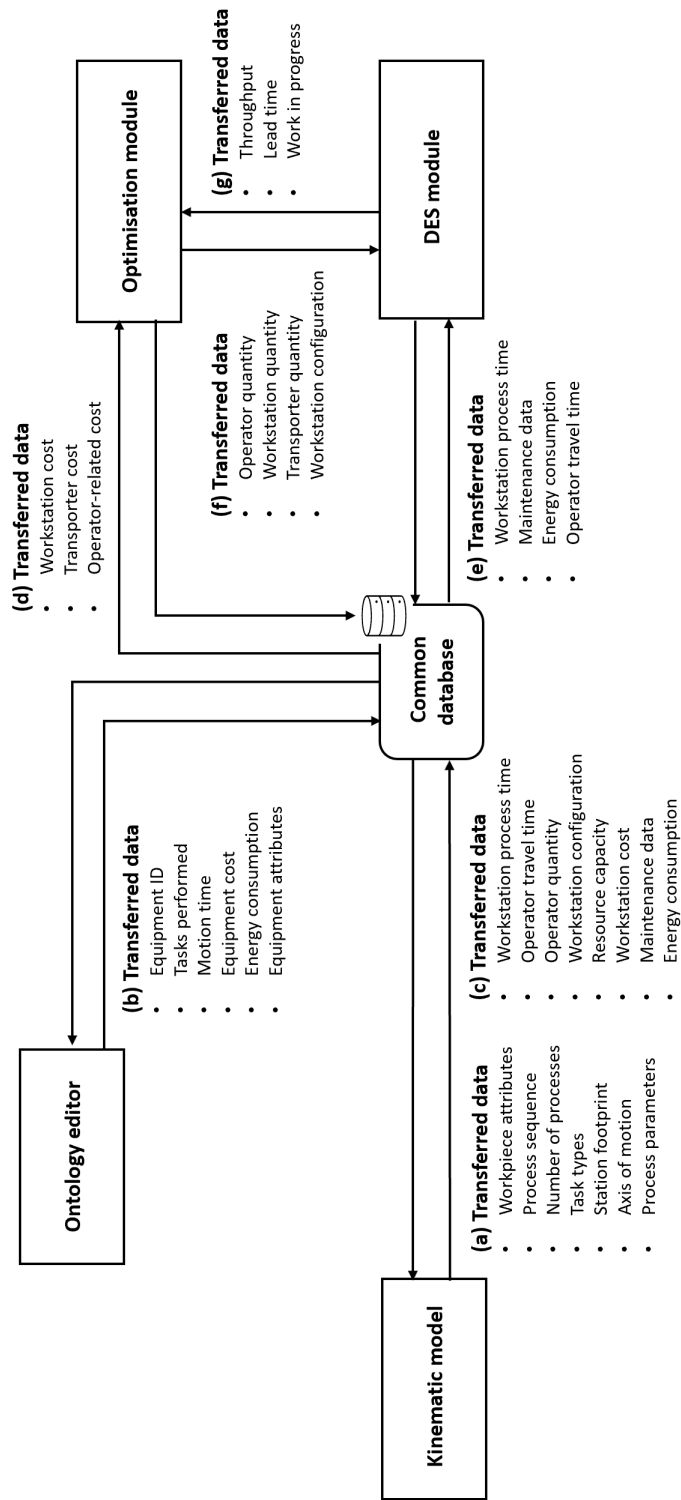 Ontology editor
Optimisation module
Kinematic model
Common
database
DES module
(a) Transferred data
• Workpiece attributes
• Process sequence
• Number of processes
• Task types
• Station footprint
• Axis of motion
• Process parameters
(b) Transferred data
• Equipment ID
• Tasks performed
• Motion time
• Equipment cost
• Energy consumption
• Equipment attributes
(c) Transferred data
• Workstation process time
• Operator travel time
• Operator quantity
• Workstation configuration
• Resource capacity
• Workstation cost
• Maintenance data
• Energy consumption
(d) Transferred data
• Workstation cost
• Transporter cost
• Operator-related cost
(e) Transferred data
• Workstation process time
• Maintenance data
• Energy consumption
• Operator travel time
(f) Transferred data
• Operator quantity
• Workstation quantity
• Transporter quantity
• Workstation configuration
(g) Transferred data
• Throughput
• Lead time
• Work in progress